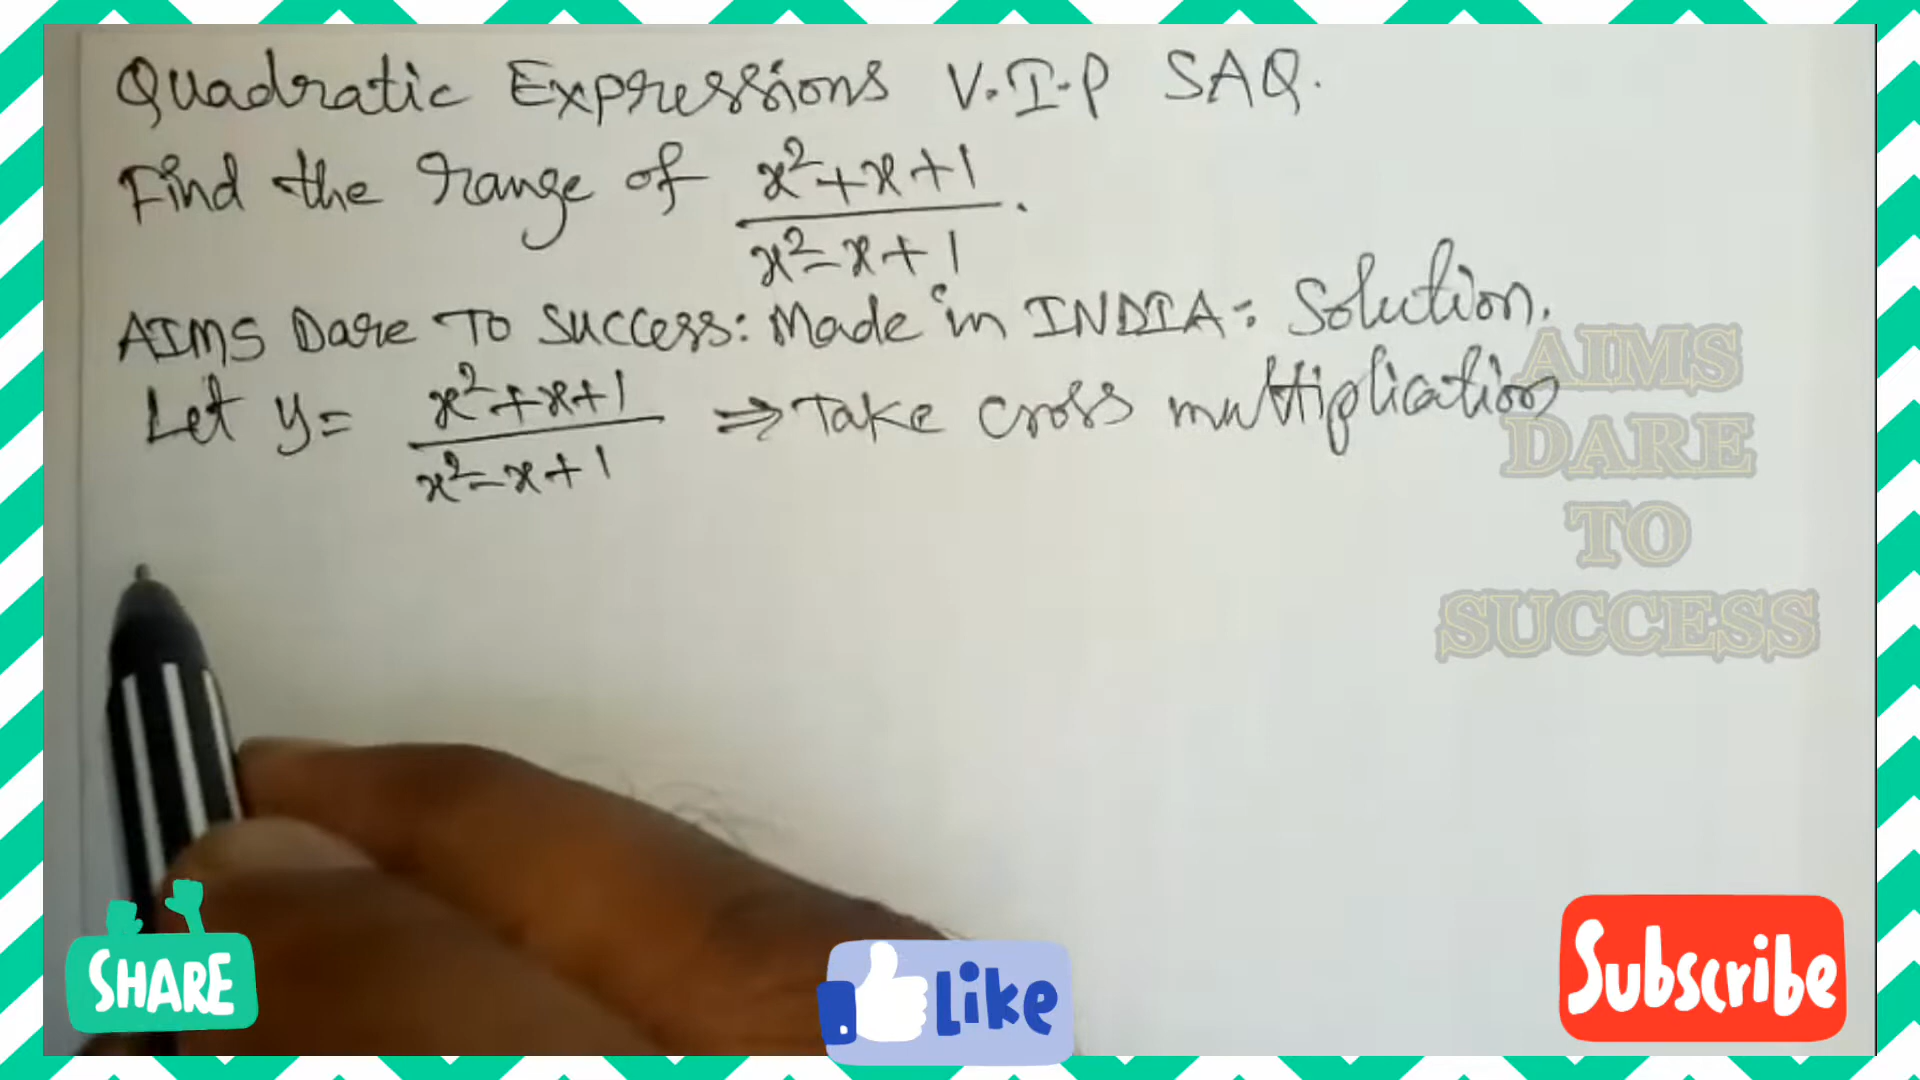 Quadratic Expressions V.I.P SAQ.
Find the range of x²+x+1 / x²-x+1 .
AIMS Dare To Success: Made in INDIA: Solution.
Let y = x²+x+1 / x²-x+1 ⇒ Take cross multiplication
AIMS
DARE
TO
SUCCESS
SHARE
Like
Subscribe